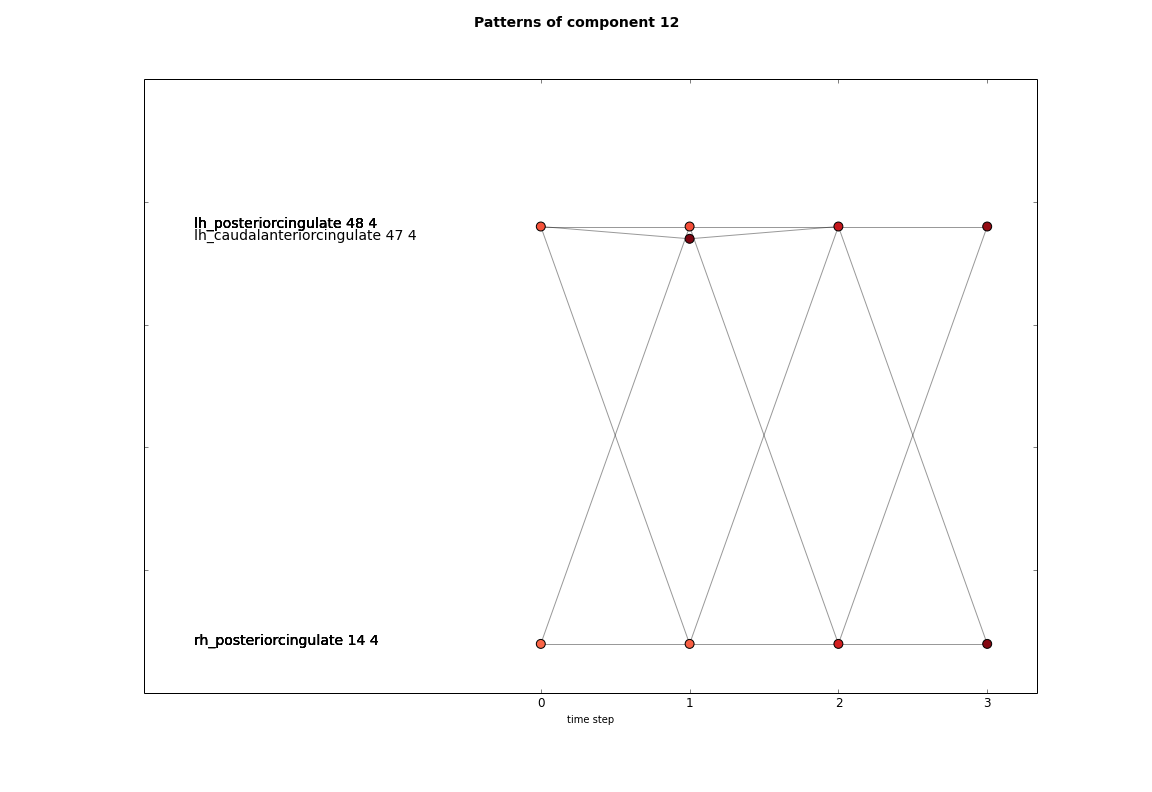 Patterns of component 12
lh_posteriorcingulate 48 4
lh_caudalanteriorcingulate 47 4
rh_posteriorcingulate 14 4
0 1 2 3
time step